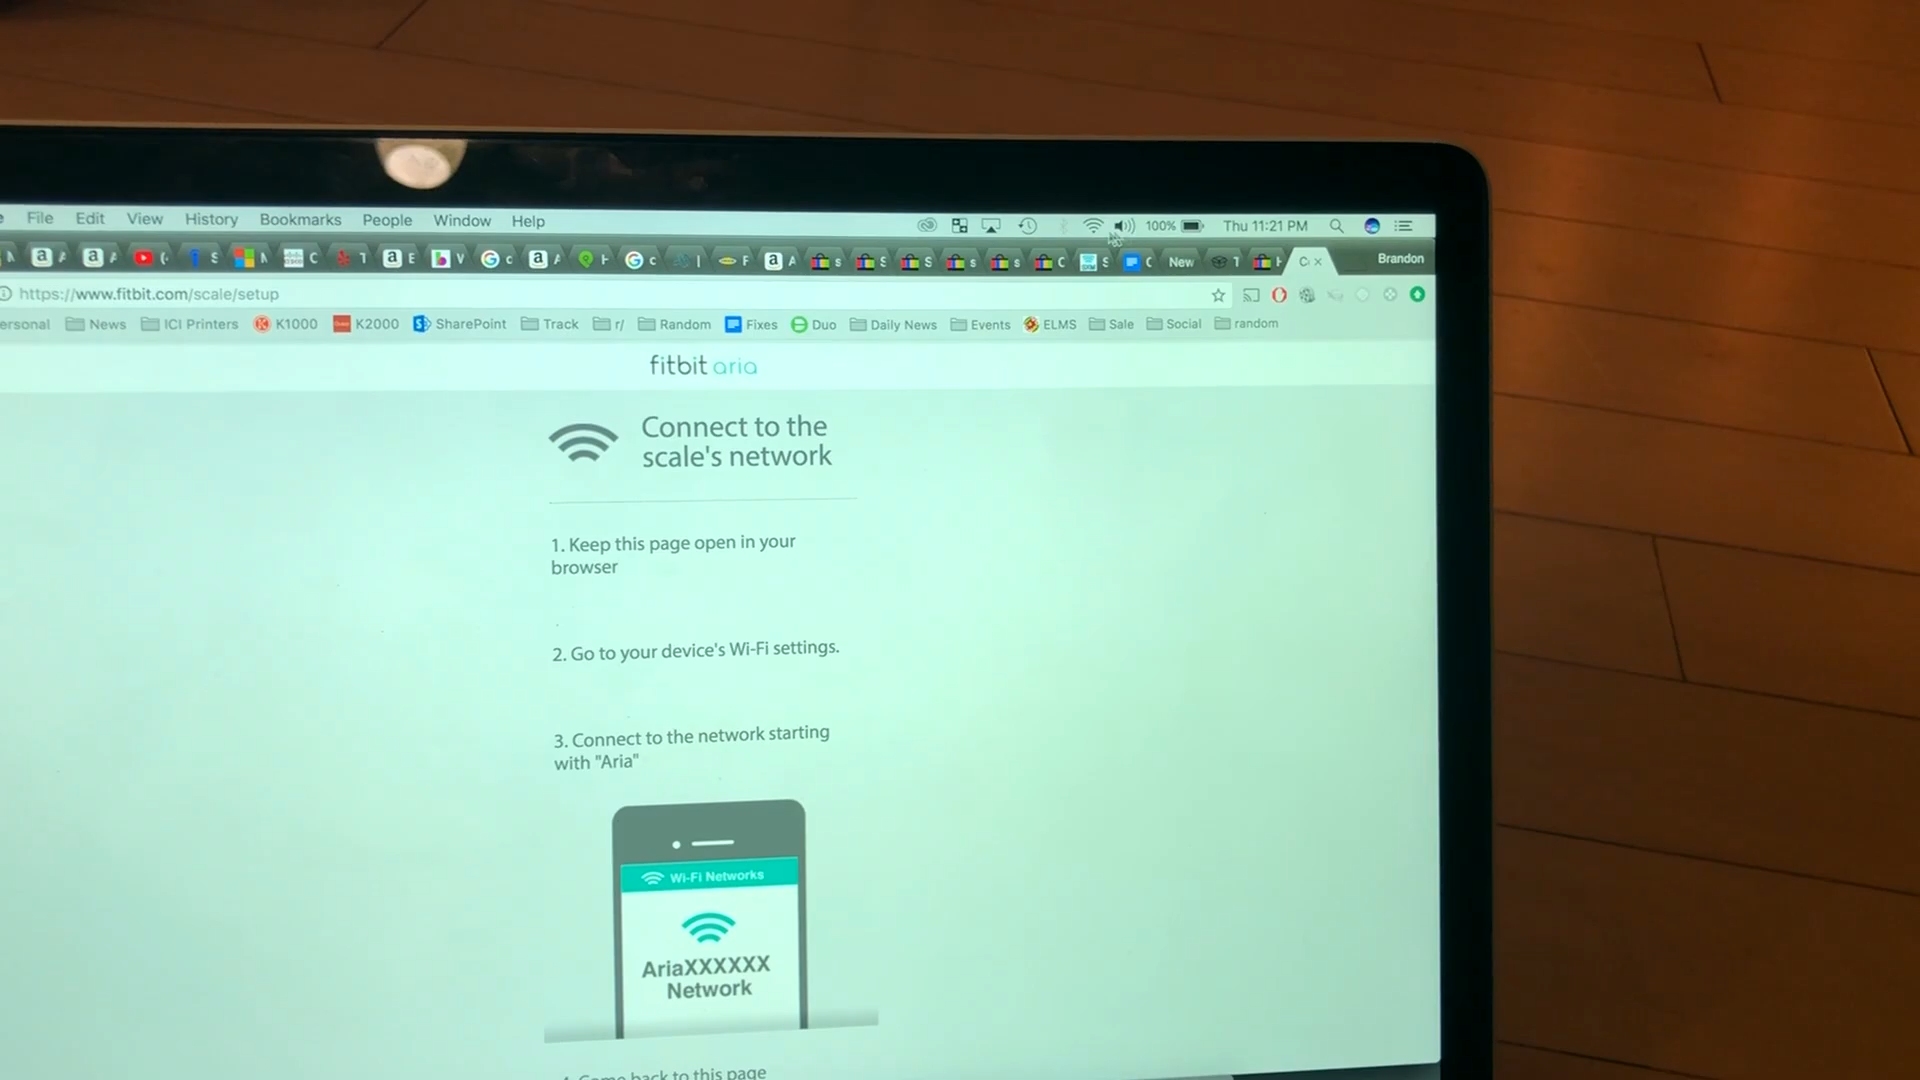 File Edit View History Bookmarks People Window Help 100% Thu 11:21 PM
New Brandon
https://www.fitbit.com/scale/setup
ersonal News ICI Printers K1000 K2000 SharePoint Track r/ Random Fixes Duo Daily News Events ELMS Sale Social random
fitbit aria
Connect to the
scale's network
1. Keep this page open in your
browser
2. Go to your device's Wi-Fi settings.
3. Connect to the network starting
with "Aria"
Wi-Fi Networks
AriaXXXXXX
Network
Come back to this page